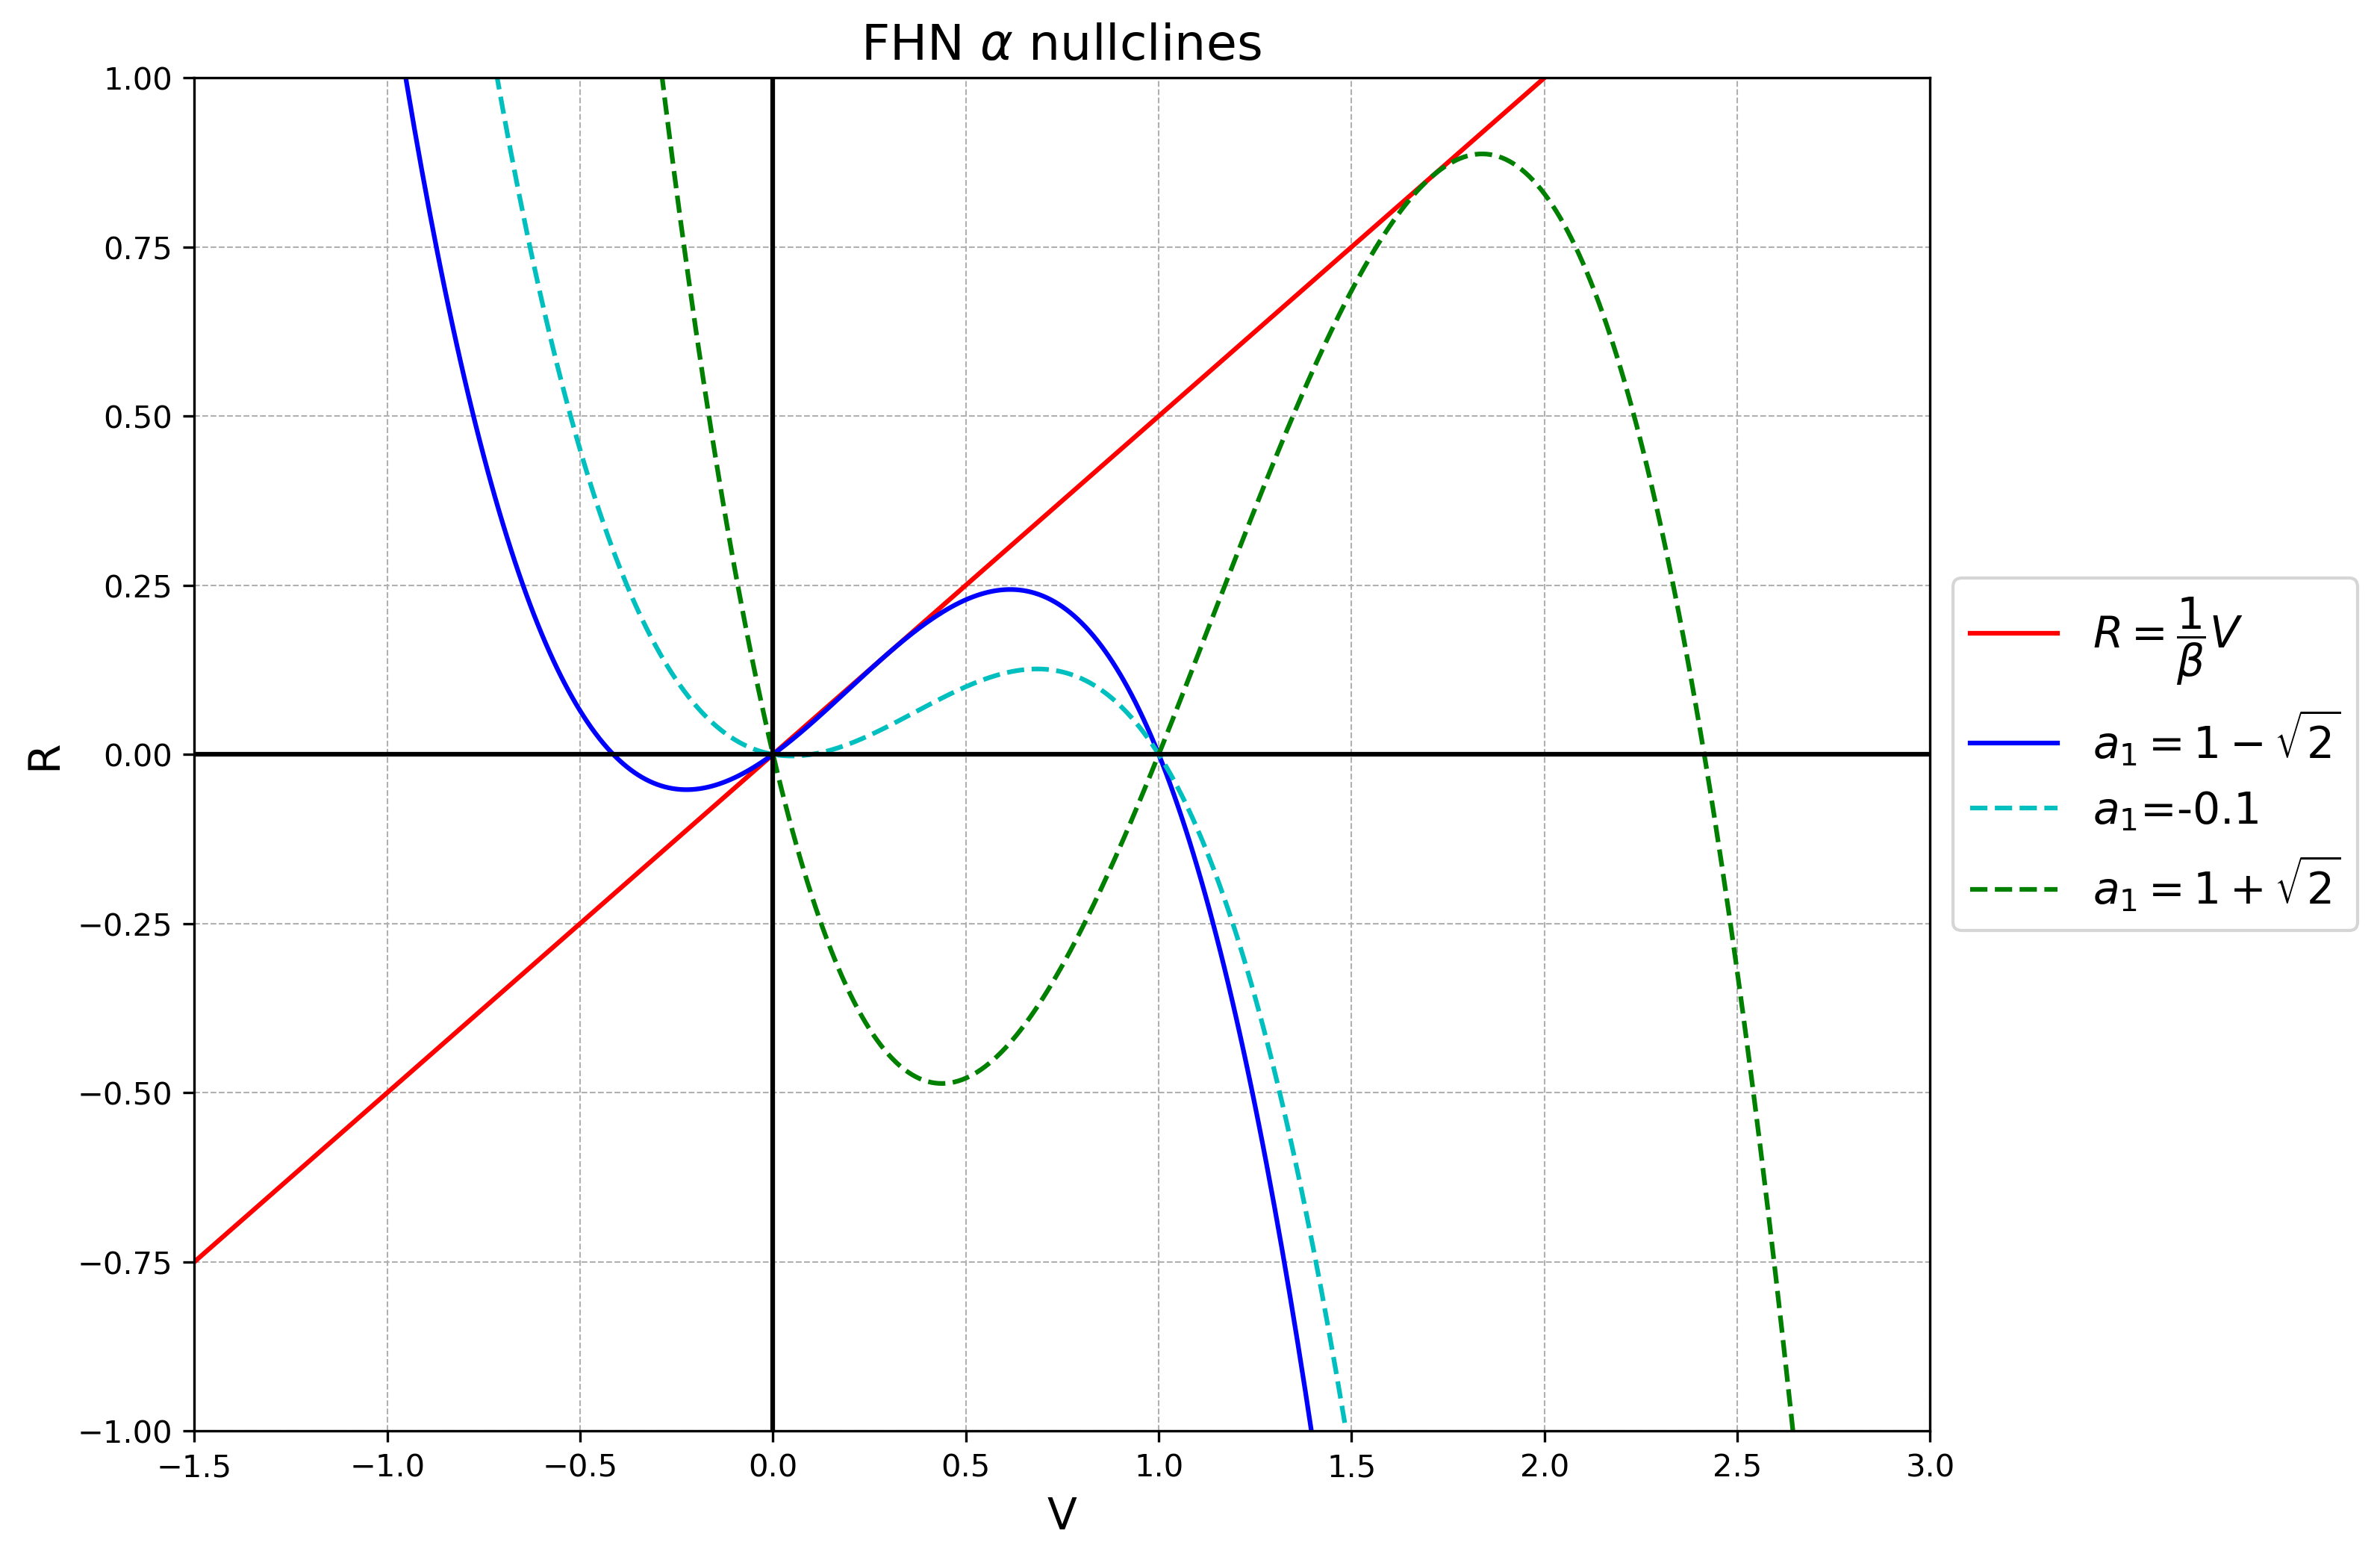 FHN α nullclines
1.00
0.75
0.50
0.25
0.00
−0.25
−0.50
−0.75
−1.00
R
−1.5 −1.0 −0.5 0.0 0.5 1.0 1.5 2.0 2.5 3.0
V
R = 1/β V
a₁ = 1 − √2
a₁=-0.1
a₁ = 1 + √2